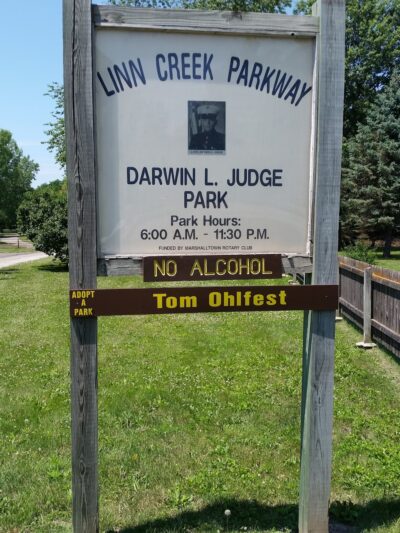 LINN CREEK PARKWAY
DARWIN L. JUDGE
PARK
Park Hours:
6:00 A.M. - 11:30 P.M.
FUNDED BY MARSHALLTOWN ROTARY CLUB
NO ALCOHOL
ADOPT
- A
PARK
Tom Ohlfest